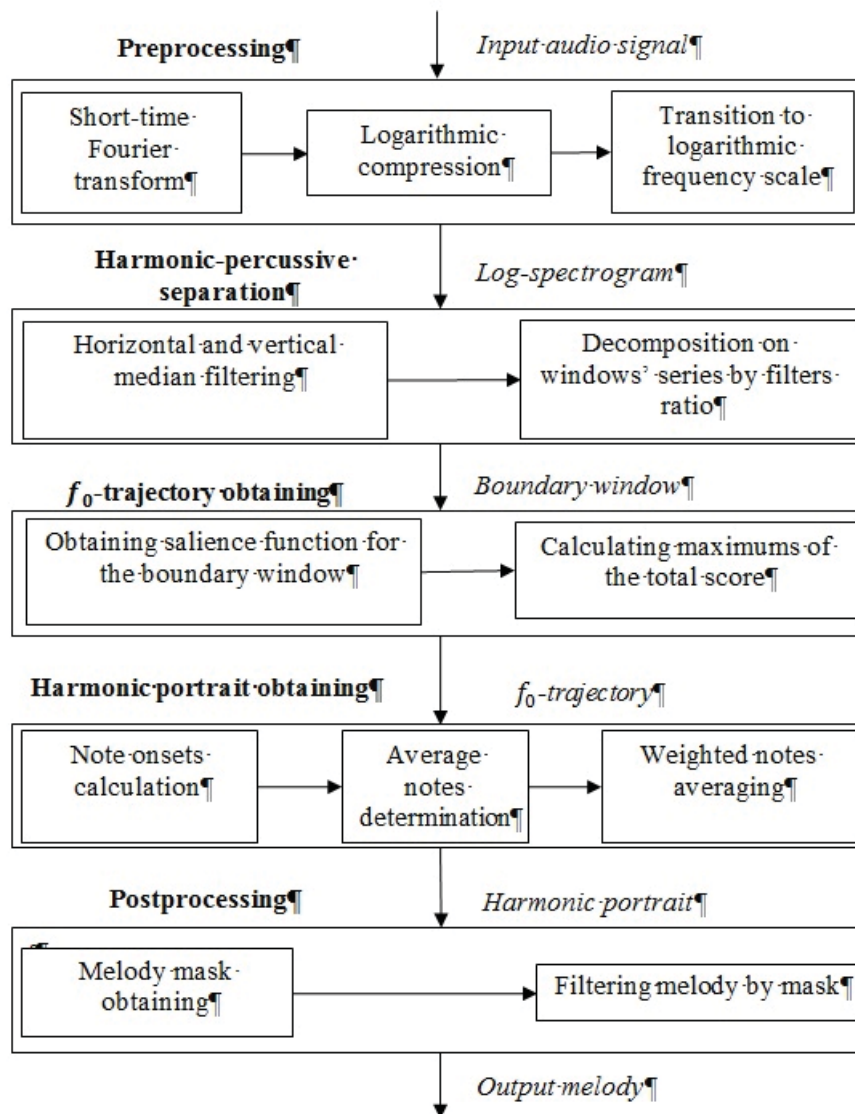 Preprocessing¶
Input·audio·signal¶
Short-time·
Fourier·
transform¶
Logarithmic·
compression¶
Transition·to·
logarithmic·
frequency·scale¶
Harmonic-percussive·
separation¶
Log-spectrogram¶
Horizontal·and·vertical·
median·filtering¶
Decomposition·on·
windows’·series·by·filters·
ratio¶
f₀-trajectory·obtaining¶
Boundary·window¶
Obtaining·salience·function·for·
the·boundary·window¶
Calculating·maximums·of·
the·total·score¶
Harmonic·portrait·obtaining¶
f₀-trajectory¶
Note·onsets·
calculation¶
Average·
notes·
determination¶
Weighted·notes·
averaging¶
Postprocessing¶
Harmonic·portrait¶
¶
Melody·mask·
obtaining¶
Filtering·melody·by·mask¶
Output·melody¶